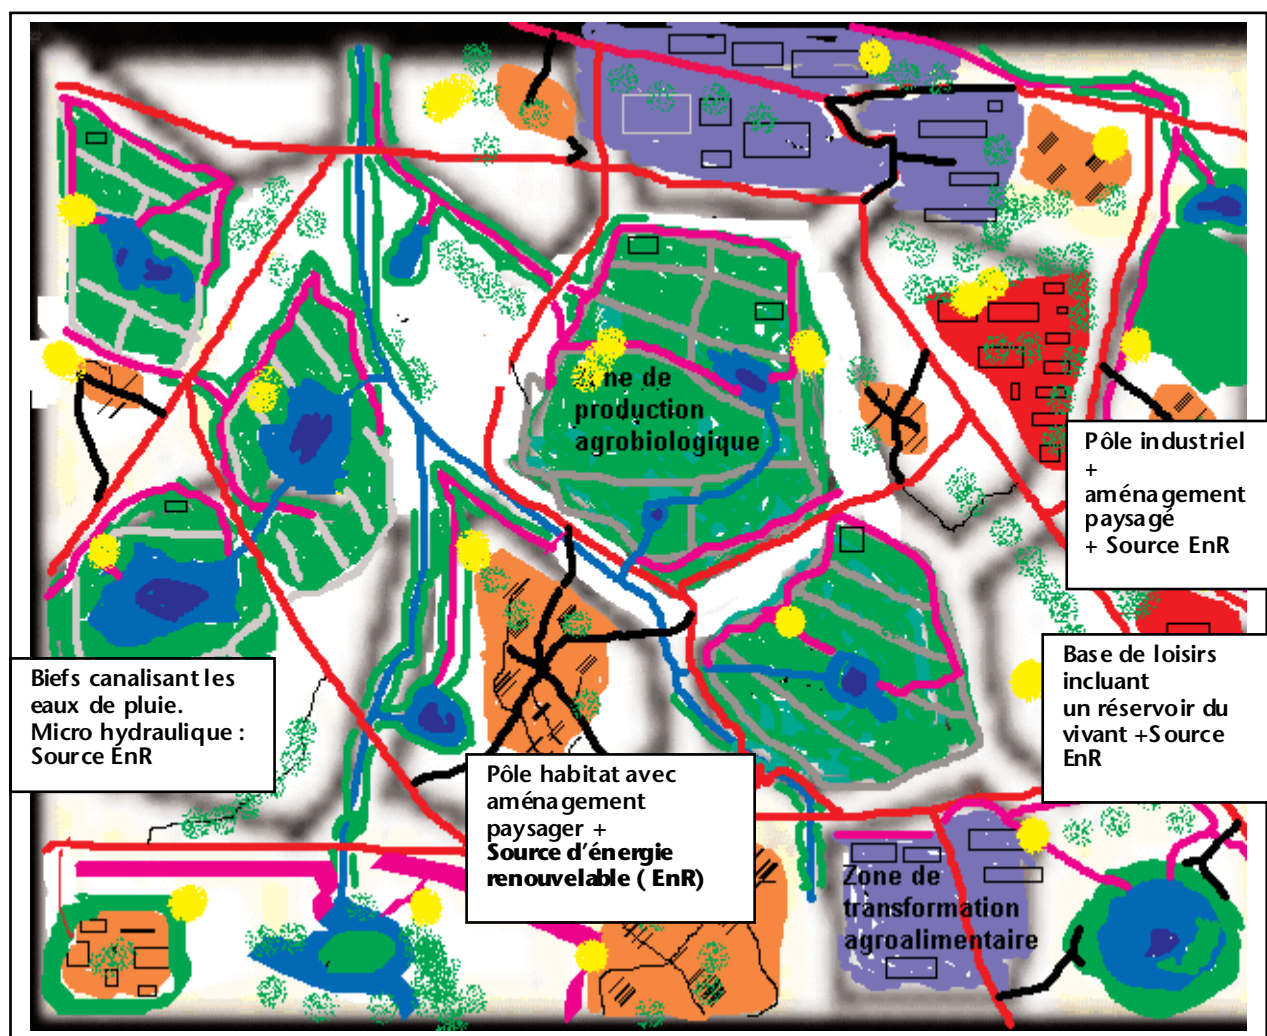 ne de
production
agrobiologique
Pôle industriel
+
aménagement
paysagé
+ Source EnR
Biefs canalisant les
eaux de pluie.
Micro hydraulique :
Source EnR
Base de loisirs
incluant
un réservoir du
vivant +Source
EnR
Pôle habitat avec
aménagement
paysager +
Source d'énergie
renouvelable ( EnR)
Zone de
transformation
agroalimentaire